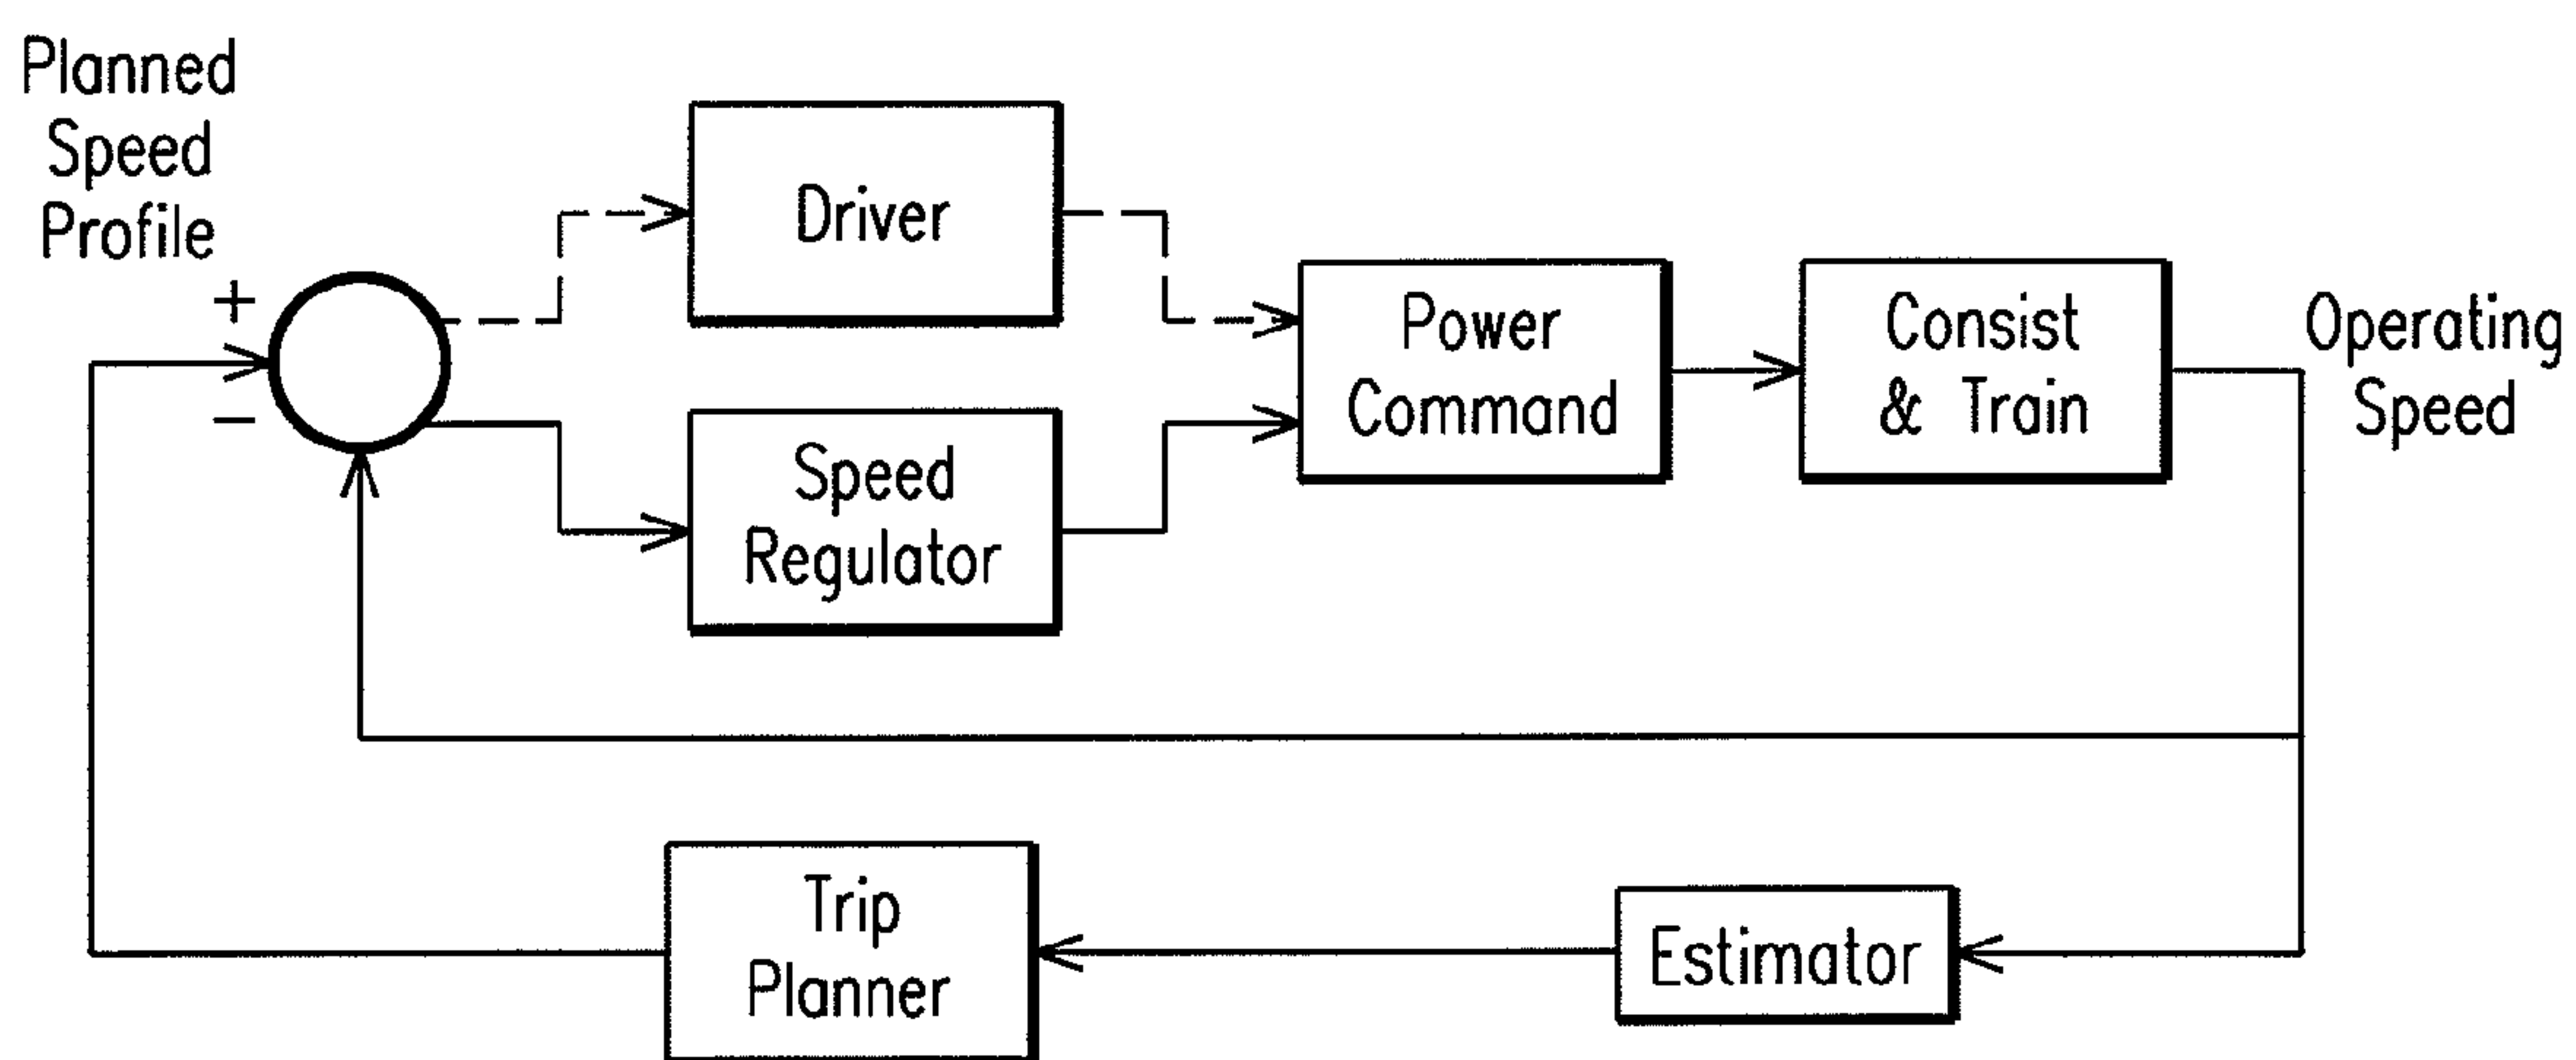 Planned
Speed
Profile
+
−
Driver
Speed
Regulator
Power
Command
Consist
& Train
Operating
Speed
Trip
Planner
Estimator